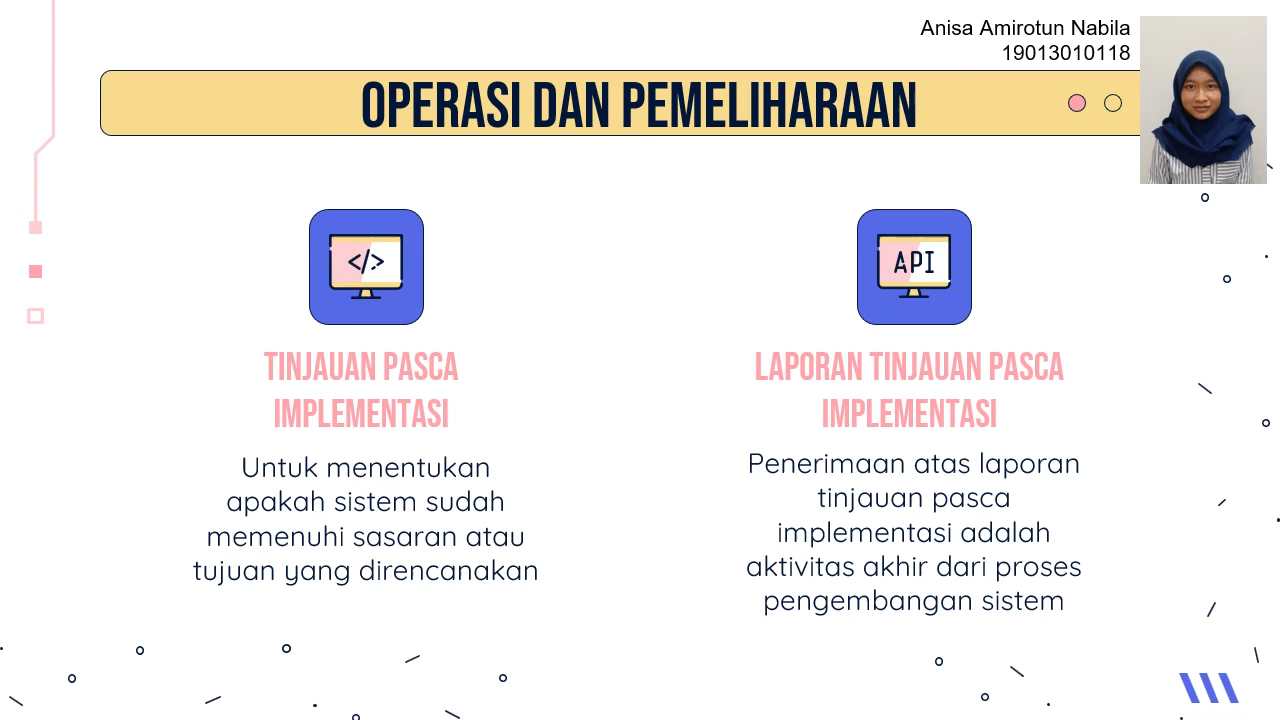 Anisa Amirotun Nabila
19013010118
OPERASI DAN PEMELIHARAAN
</>
API
TINJAUAN PASCA
IMPLEMENTASI
Untuk menentukan
apakah sistem sudah
memenuhi sasaran atau
tujuan yang direncanakan
LAPORAN TINJAUAN PASCA
IMPLEMENTASI
Penerimaan atas laporan
tinjauan pasca
implementasi adalah
aktivitas akhir dari proses
pengembangan sistem